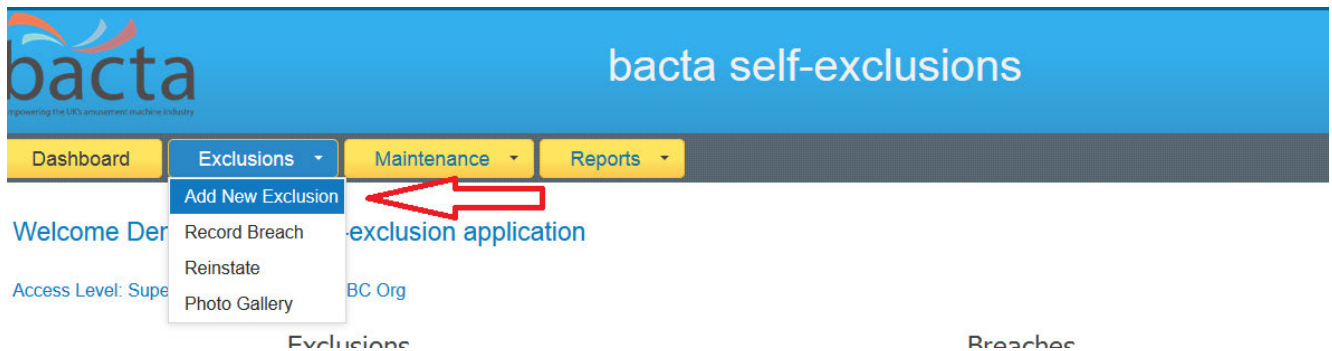 bacta
empowering the UK's amusement machine industry
bacta self-exclusions
Dashboard Exclusions Maintenance Reports
Add New Exclusion
Record Breach
Reinstate
Photo Gallery
Welcome Der -exclusion application
Access Level: Supe BC Org
Exclusions Breaches